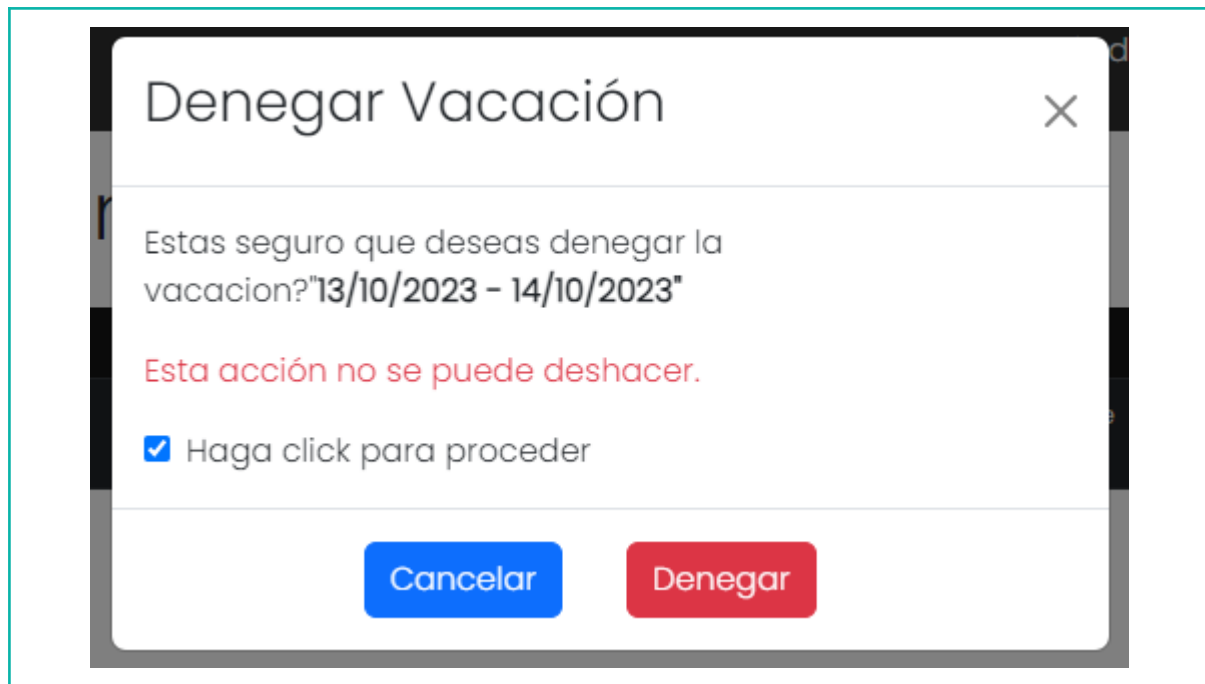 Denegar Vacación
Estas seguro que deseas denegar la
vacacion?"13/10/2023 - 14/10/2023"
Esta acción no se puede deshacer.
Haga click para proceder
Cancelar
Denegar